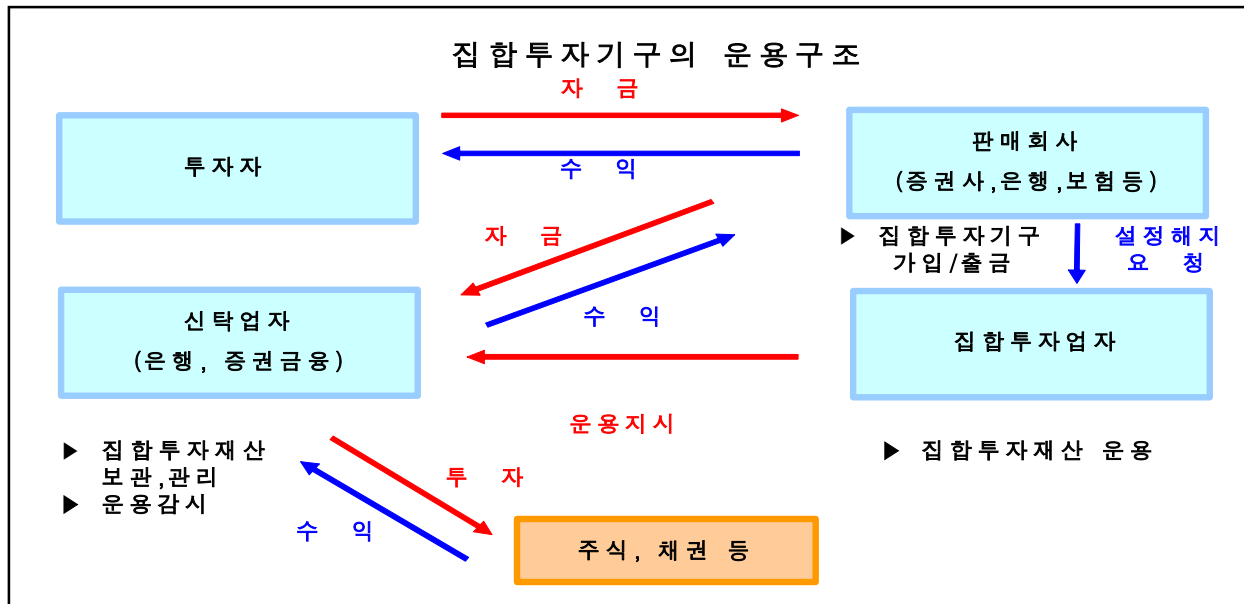 집합투자기구의 운용구조
자 금
투자자
수 익
판매회사
(증권사,은행,보험등)
자 금
▶ 집합투자기구
가입/출금
설정해지
요 청
신탁업자
(은행, 증권금융)
수 익
집합투자업자
운용지시
▶ 집합투자재산
보관,관리
▶ 운용감시
▶ 집합투자재산 운용
투 자
수 익
주식, 채권 등